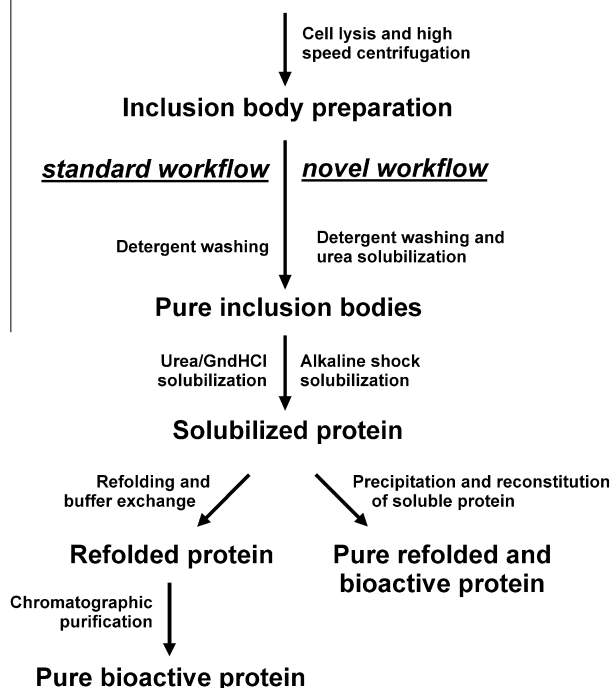 Cell lysis and high
speed centrifugation
Inclusion body preparation
standard workflow
novel workflow
Detergent washing
Detergent washing and
urea solubilization
Pure inclusion bodies
Urea/GndHCl
solubilization
Alkaline shock
solubilization
Solubilized protein
Refolding and
buffer exchange
Precipitation and reconstitution
of soluble protein
Refolded protein
Pure refolded and
bioactive protein
Chromatographic
purification
Pure bioactive protein